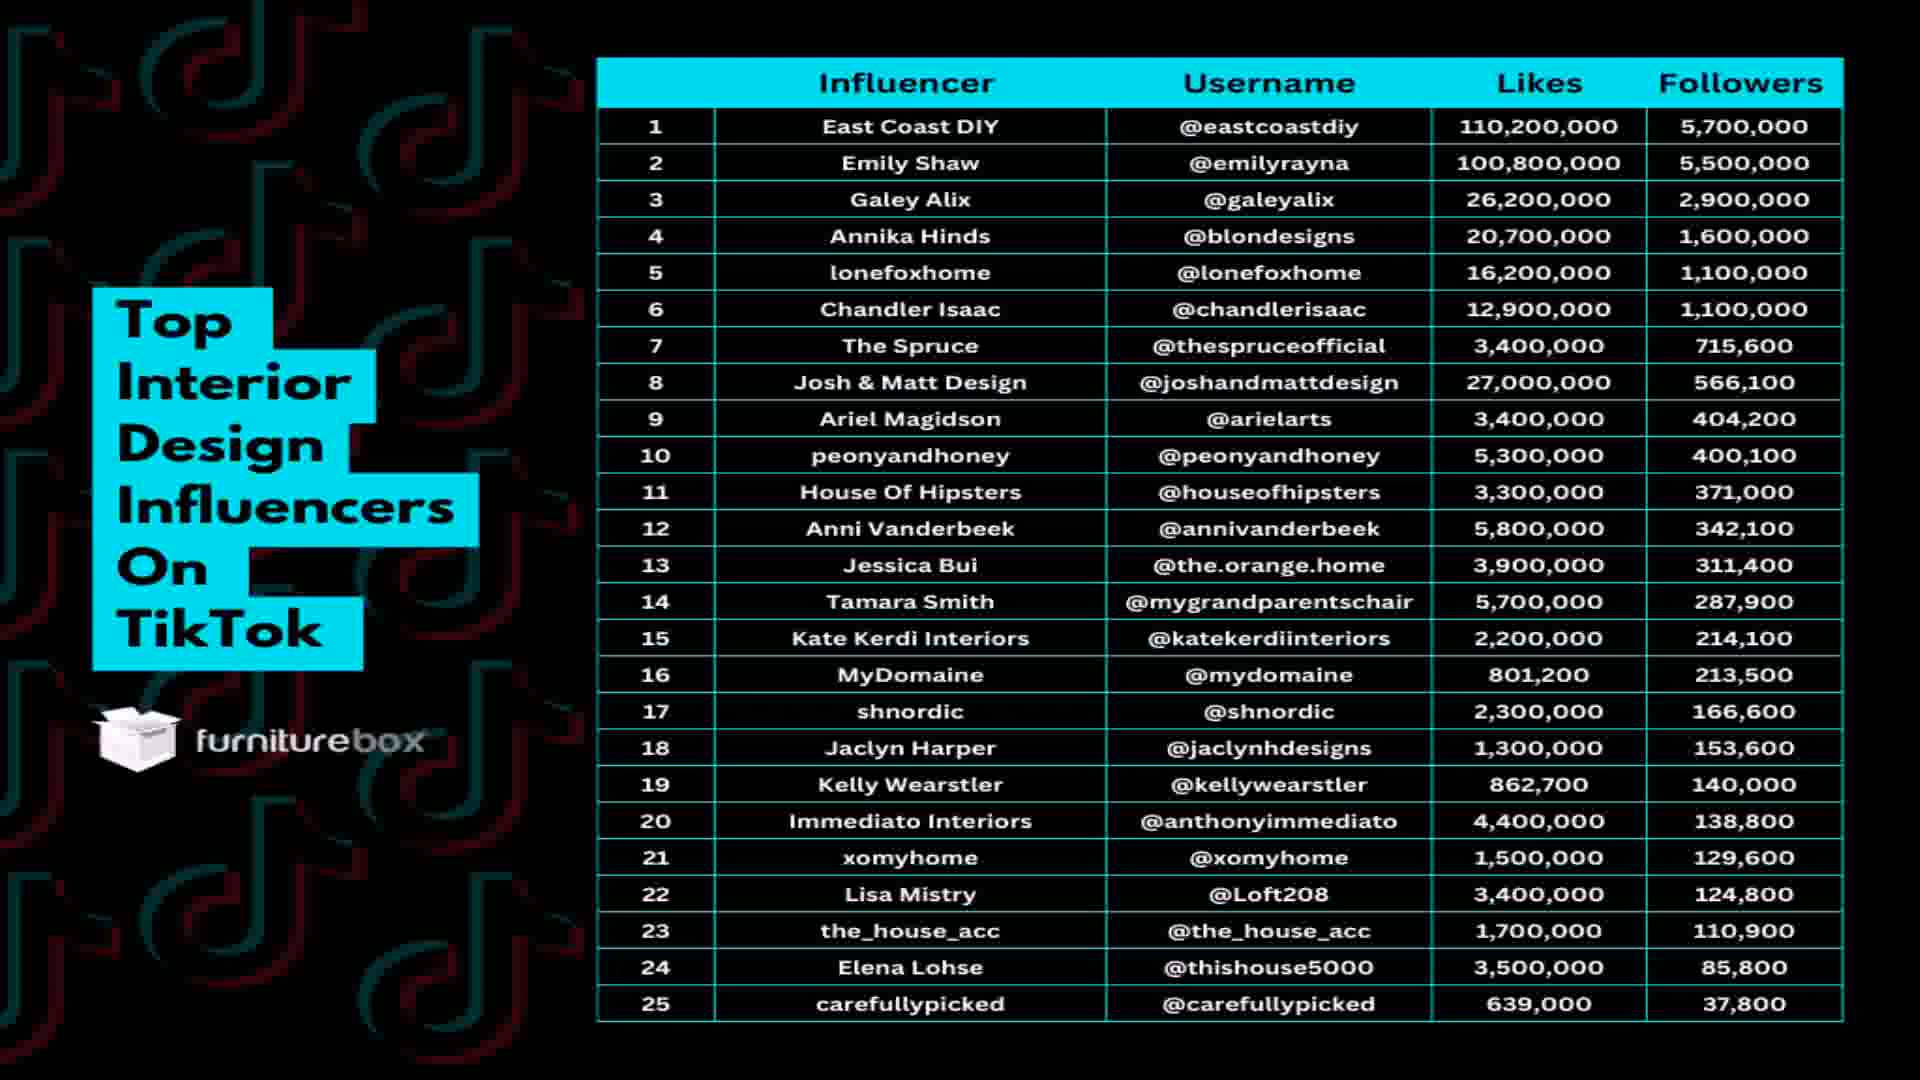 Top
Interior
Design
Influencers
On
TikTok
furniturebox
Influencer Username Likes Followers
1 East Coast DIY @eastcoastdiy 110,200,000 5,700,000
2 Emily Shaw @emilyrayna 100,800,000 5,500,000
3 Galey Alix @galeyalix 26,200,000 2,900,000
4 Annika Hinds @blondesigns 20,700,000 1,600,000
5 lonefoxhome @lonefoxhome 16,200,000 1,100,000
6 Chandler Isaac @chandlerisaac 12,900,000 1,100,000
7 The Spruce @thespruceofficial 3,400,000 715,600
8 Josh & Matt Design @joshandmattdesign 27,000,000 566,100
9 Ariel Magidson @arielarts 3,400,000 404,200
10 peonyandhoney @peonyandhoney 5,300,000 400,100
11 House Of Hipsters @houseofhipsters 3,300,000 371,000
12 Anni Vanderbeek @annivanderbeek 5,800,000 342,100
13 Jessica Bui @the.orange.home 3,900,000 311,400
14 Tamara Smith @mygrandparentschair 5,700,000 287,900
15 Kate Kerdi Interiors @katekerdiinteriors 2,200,000 214,100
16 MyDomaine @mydomaine 801,200 213,500
17 shnordic @shnordic 2,300,000 166,600
18 Jaclyn Harper @jaclynhdesigns 1,300,000 153,600
19 Kelly Wearstler @kellywearstler 862,700 140,000
20 Immediato Interiors @anthonyimmediato 4,400,000 138,800
21 xomyhome @xomyhome 1,500,000 129,600
22 Lisa Mistry @Loft208 3,400,000 124,800
23 the_house_acc @the_house_acc 1,700,000 110,900
24 Elena Lohse @thishouse5000 3,500,000 85,800
25 carefullypicked @carefullypicked 639,000 37,800